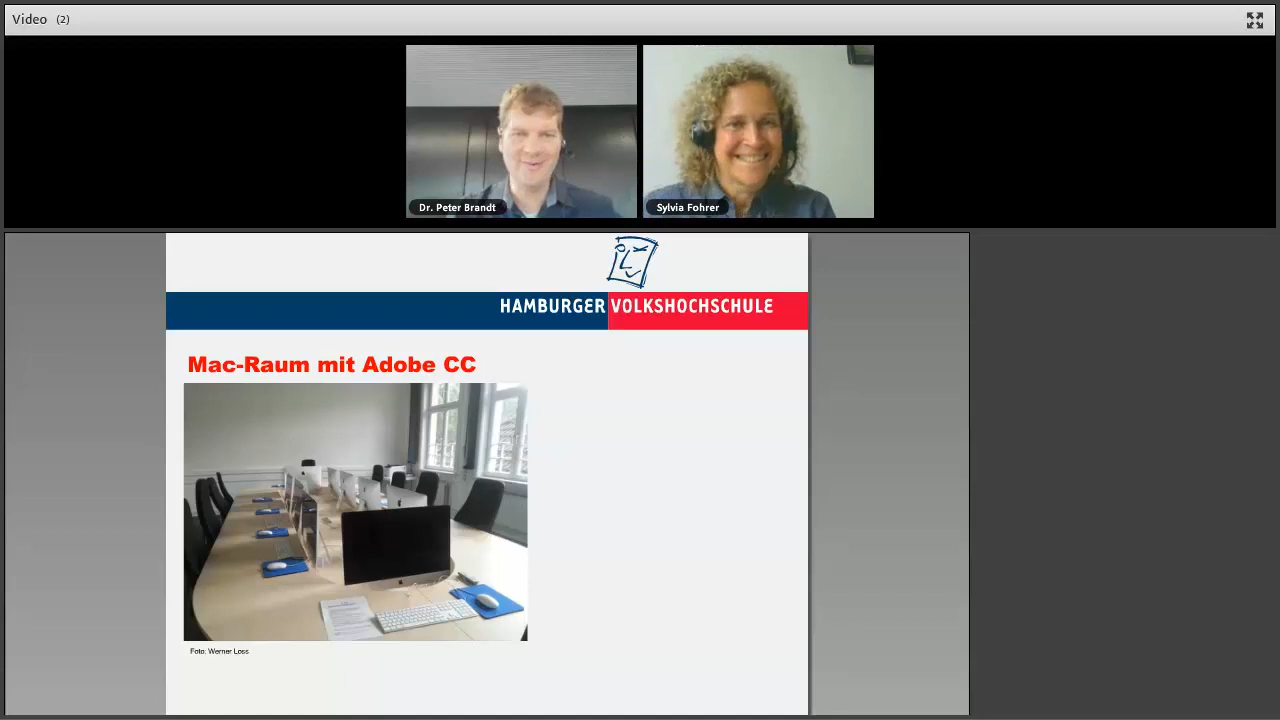 Video (2)
Dr. Peter Brandt
Sylvia Fohrer
HAMBURGER VOLKSHOCHSCHULE
Mac-Raum mit Adobe CC
Foto: Werner Loss